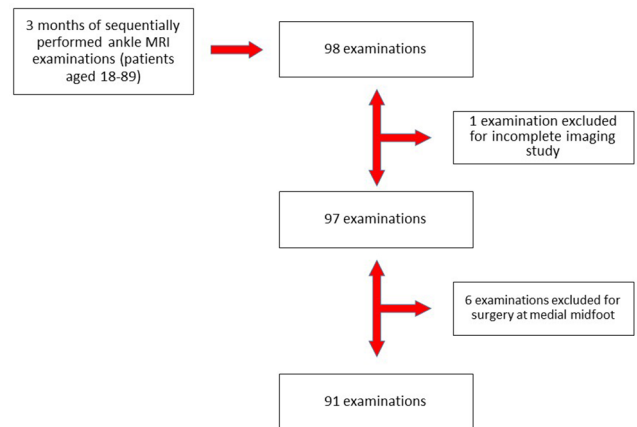 3 months of sequentially
performed ankle MRI
examinations (patients
aged 18-89)
98 examinations
1 examination excluded
for incomplete imaging
study
97 examinations
6 examinations excluded for
surgery at medial midfoot
91 examinations